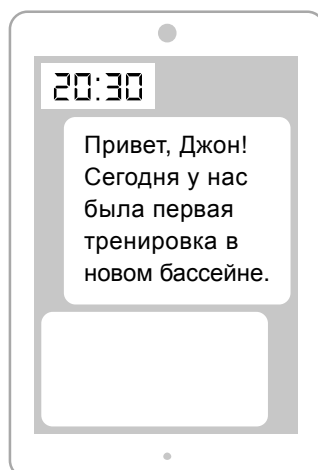 20:30
Привет, Джон!
Сегодня у нас
была первая
тренировка в
новом бассейне.